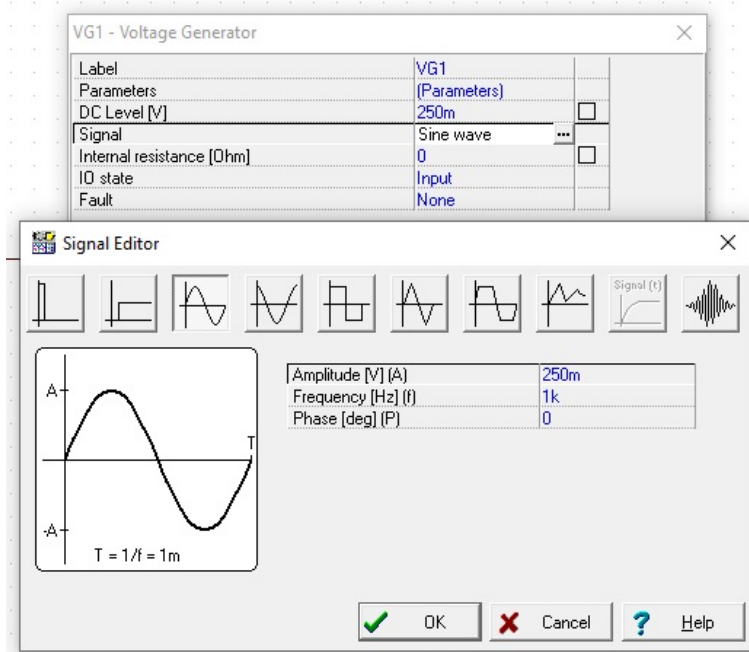 VG1 - Voltage Generator
Label VG1
Parameters (Parameters)
DC Level [V] 250m
Signal Sine wave ...
Internal resistance [Ohm] 0
IO state Input
Fault None
Signal Editor
Signal (t)
Amplitude [V] (A) 250m
Frequency [Hz] (f) 1k
Phase [deg] (P) 0
A
T
-A
T = 1/f = 1m
OK Cancel ? Help